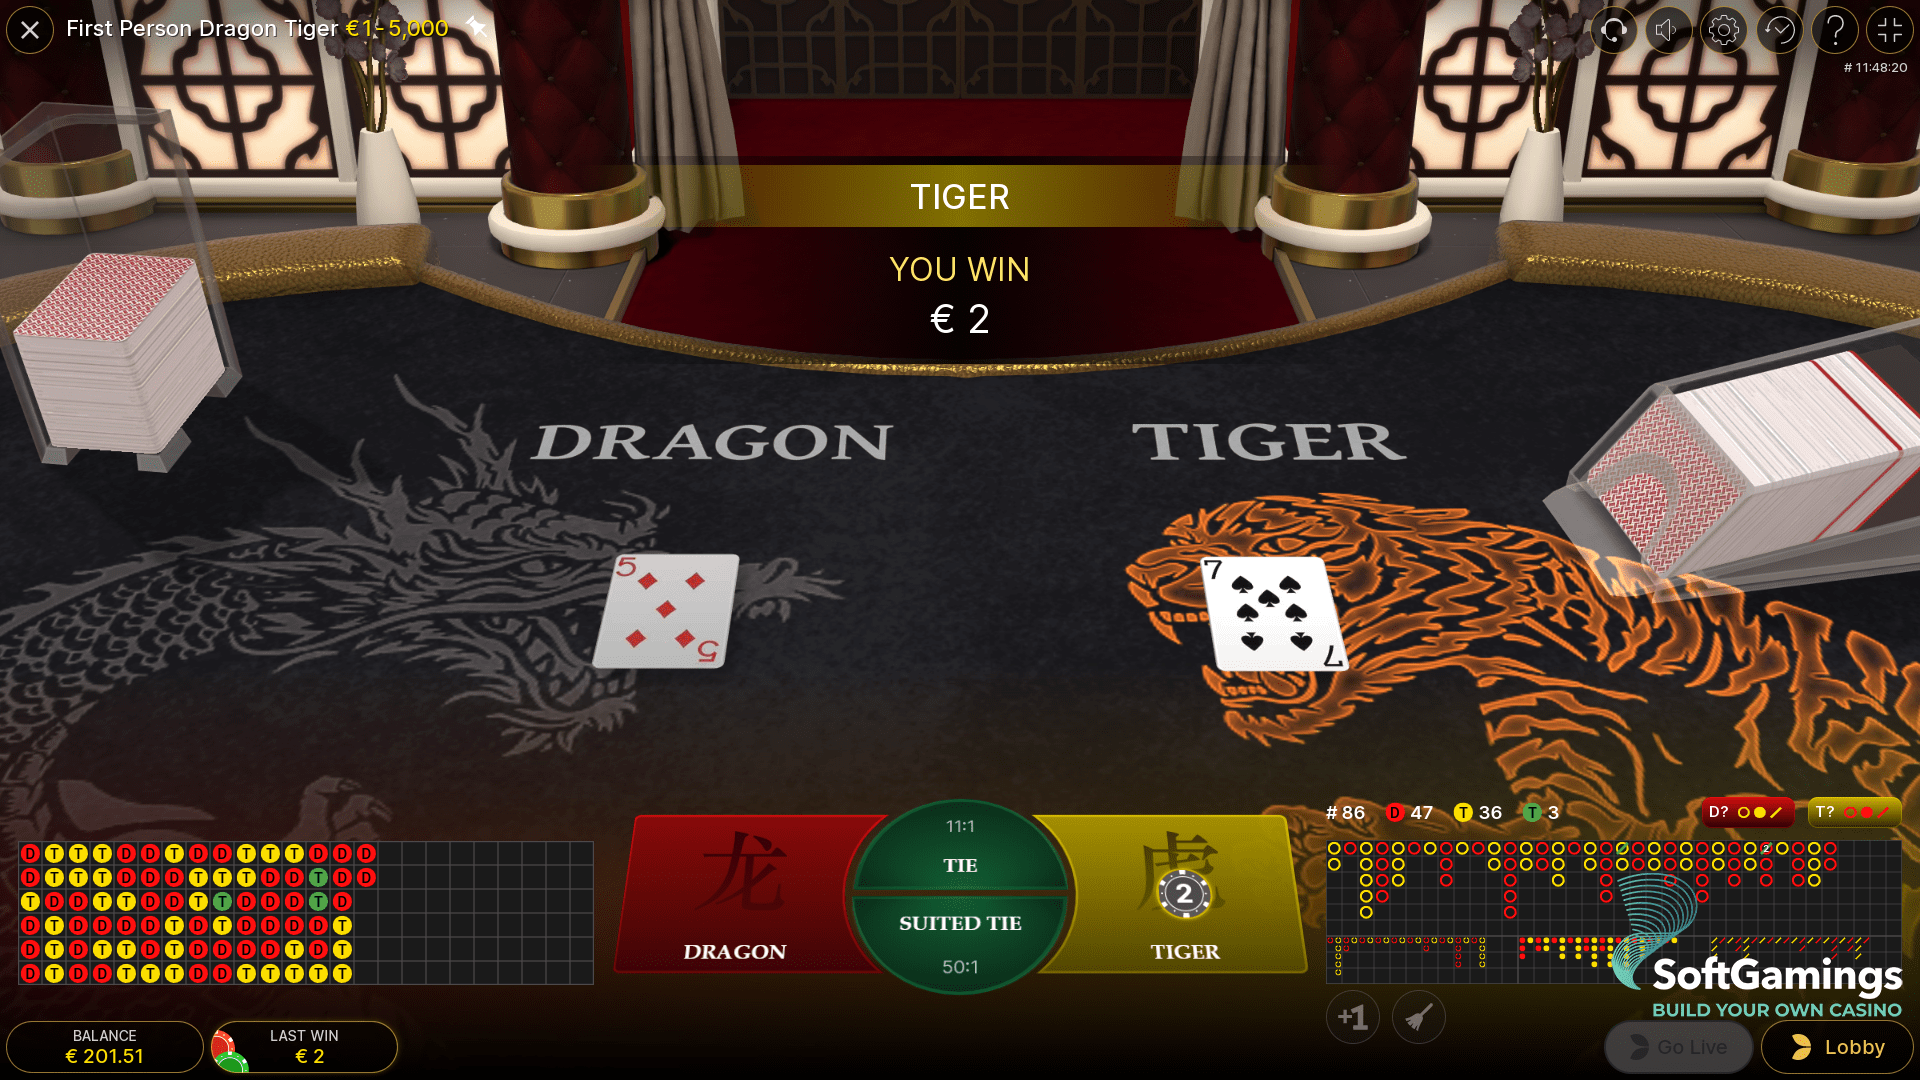 First Person Dragon Tiger € 1 - 5,000
# 11:48:20
TIGER
YOU WIN
€ 2
DRAGON
TIGER
5
5
7
7
# 86 D 47 T 36 T 3
D?
T?
D T T T D D T D D T T T D D D
D T T T D D D T T T D D T D D
T D D T T D D T T D D D T D
D T D D D D T D T D D D D T
D T D T T D T D D D D T D T
D T D D T T T D D T T T T T
龙
DRAGON
11:1
TIE
SUITED TIE
50:1
虎
2
TIGER
2
SoftGamings
BUILD YOUR OWN CASINO
+1
BALANCE
€ 201.51
LAST WIN
€ 2
Go Live
Lobby